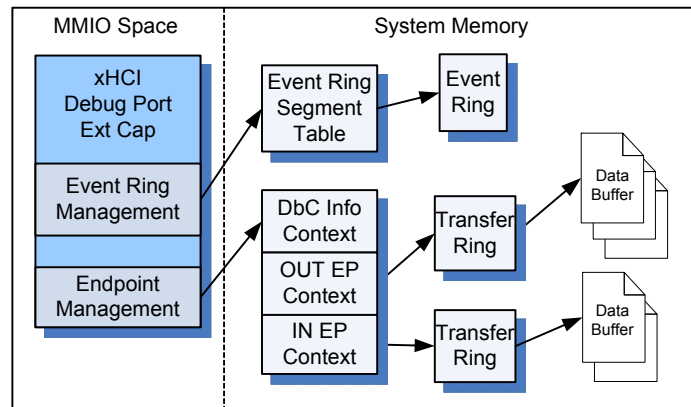 MMIO Space
System Memory
xHCI
Debug Port
Ext Cap
Event Ring
Management
Endpoint
Management
Event Ring
Segment
Table
Event
Ring
DbC Info
Context
OUT EP
Context
IN EP
Context
Transfer
Ring
Transfer
Ring
Data
Buffer
Data
Buffer